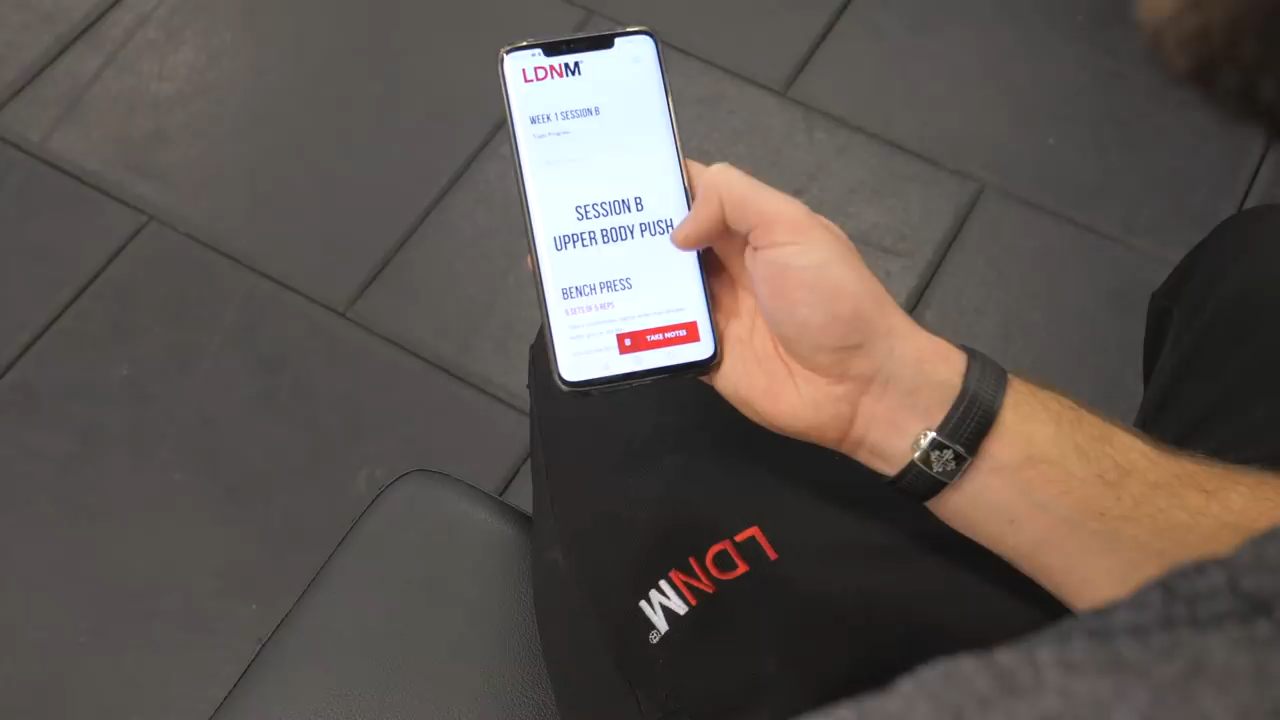 LDNM
WEEK 1 SESSION B
SESSION B
UPPER BODY PUSH
BENCH PRESS
5 SETS OF 5 REPS
TAKE NOTES
LDNM